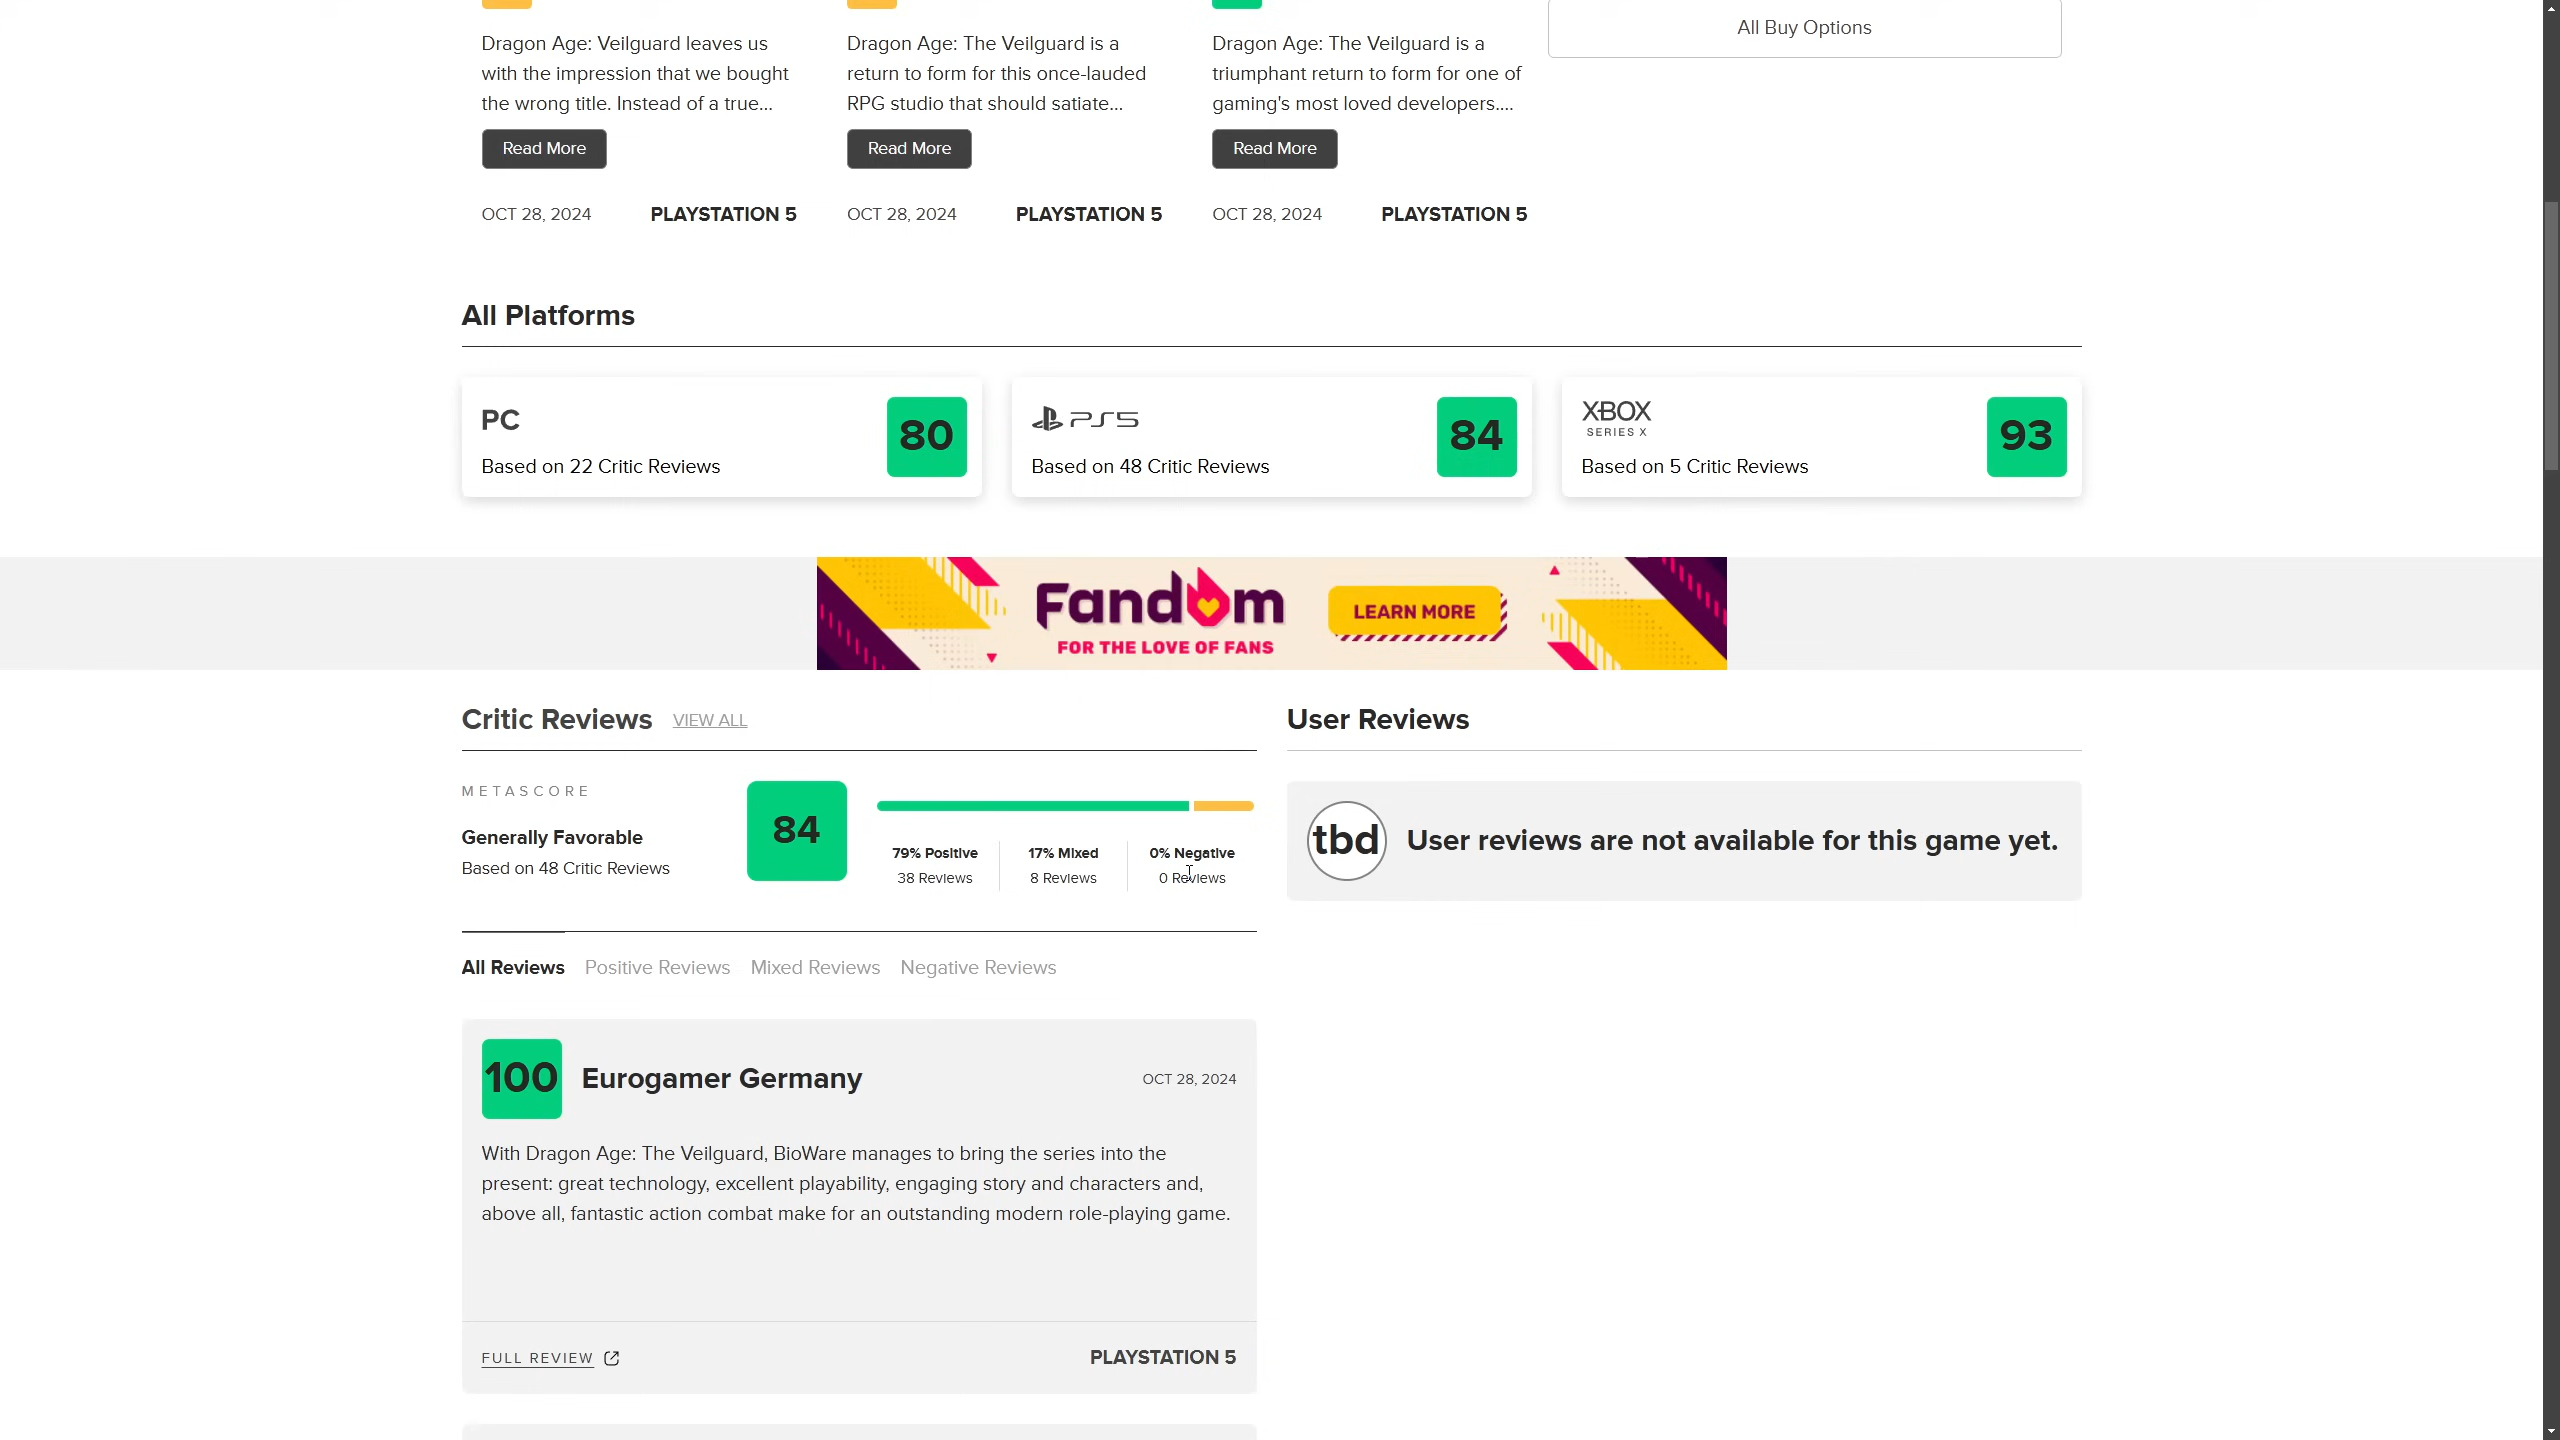 Dragon Age: Veilguard leaves us
with the impression that we bought
the wrong title. Instead of a true...
Read More
OCT 28, 2024
PLAYSTATION 5
Dragon Age: The Veilguard is a
return to form for this once-lauded
RPG studio that should satiate...
Read More
OCT 28, 2024
PLAYSTATION 5
Dragon Age: The Veilguard is a
triumphant return to form for one of
gaming's most loved developers....
Read More
OCT 28, 2024
PLAYSTATION 5
All Buy Options
All Platforms
PC
Based on 22 Critic Reviews
80
PS5
Based on 48 Critic Reviews
84
XBOX
SERIES X
Based on 5 Critic Reviews
93
Fandom
FOR THE LOVE OF FANS
LEARN MORE
Critic Reviews
VIEW ALL
METASCORE
Generally Favorable
Based on 48 Critic Reviews
84
79% Positive
38 Reviews
17% Mixed
8 Reviews
0% Negative
0 Reviews
User Reviews
tbd
User reviews are not available for this game yet.
All Reviews
Positive Reviews
Mixed Reviews
Negative Reviews
100
Eurogamer Germany
OCT 28, 2024
With Dragon Age: The Veilguard, BioWare manages to bring the series into the
present: great technology, excellent playability, engaging story and characters and,
above all, fantastic action combat make for an outstanding modern role-playing game.
FULL REVIEW
PLAYSTATION 5